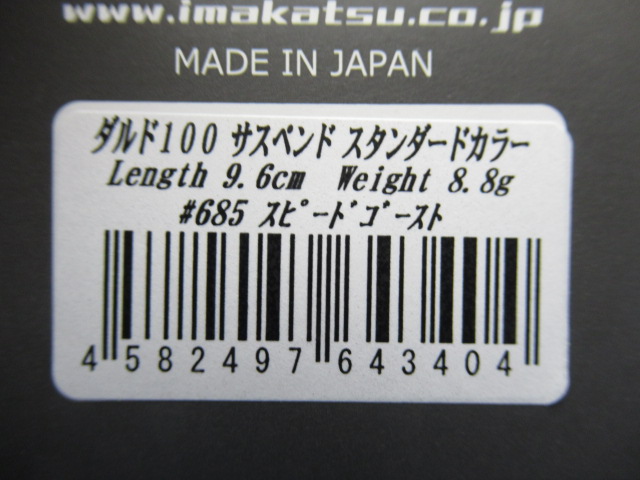 www.imakatsu.co.jp
MADE IN JAPAN
ダルド100 サスペンド スタンダードカラー
Length 9.6cm Weight 8.8g
#685 スピードゴースト
4 582497 643404